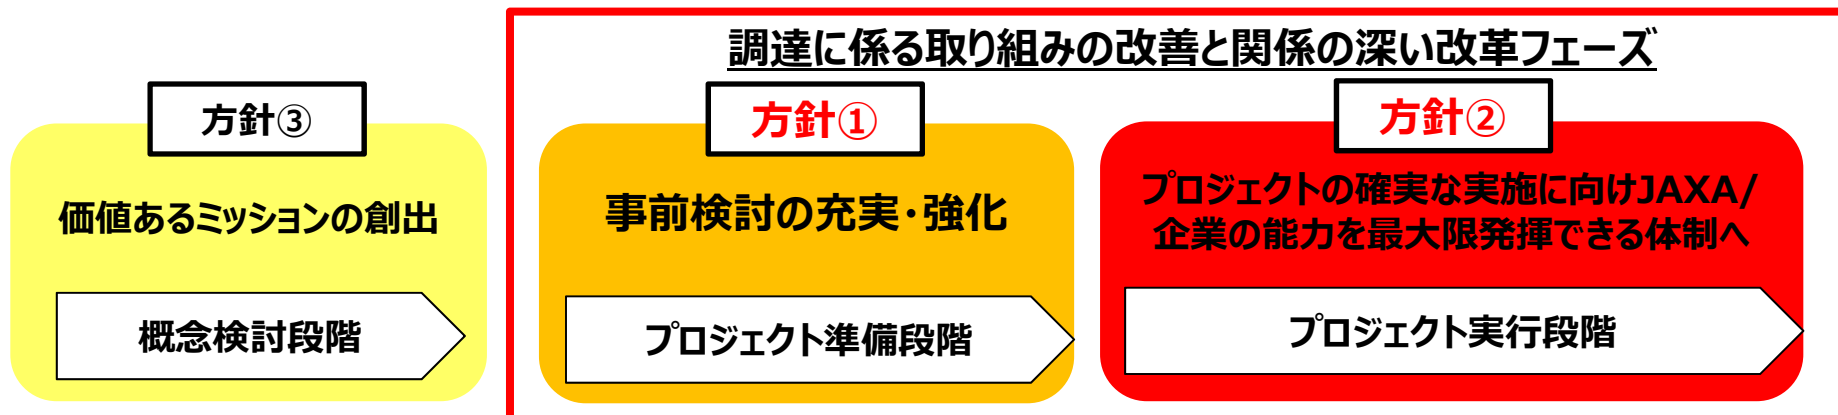 調達に係る取り組みの改善と関係の深い改革フェーズ
方針③
価値あるミッションの創出
概念検討段階
方針①
事前検討の充実・強化
プロジェクト準備段階
方針②
プロジェクトの確実な実施に向けJAXA/
企業の能力を最大限発揮できる体制へ
プロジェクト実行段階